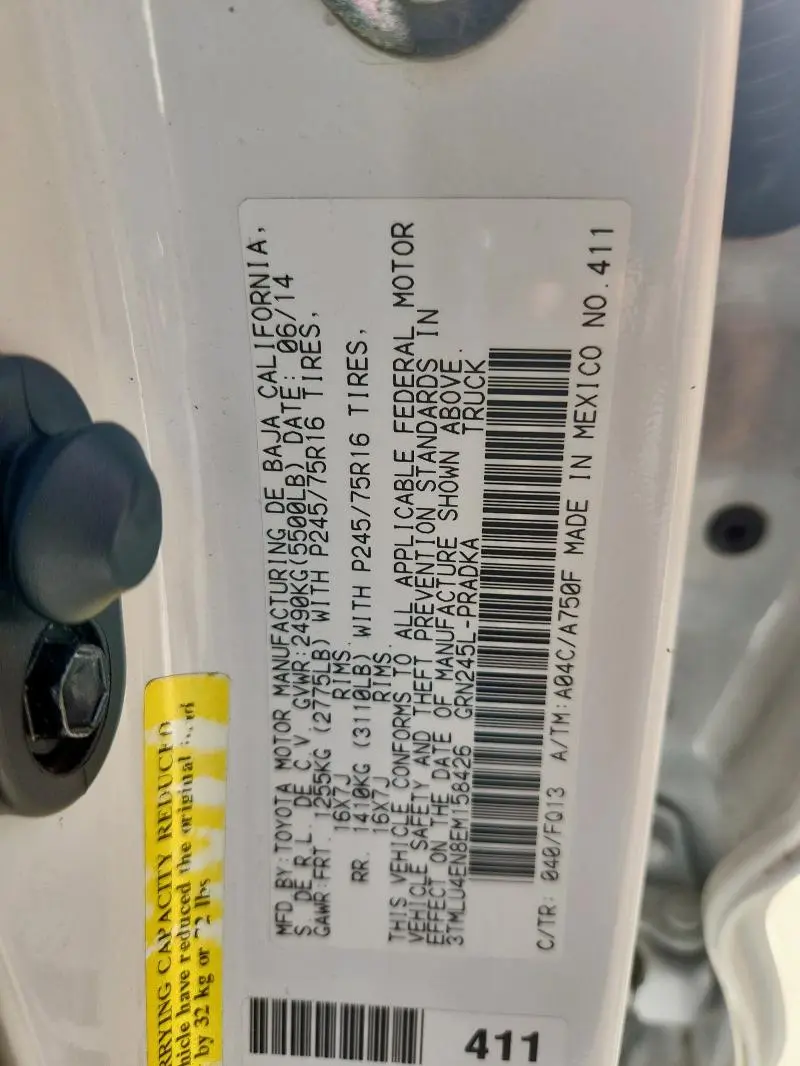 MFD BY: TOYOTA MOTOR MANUFACTURING DE BAJA CALIFORNIA,
S. DE R.L. DE C.V. GVWR: 2490KG(5500LB) DATE: 06/14
GAWR:FRT. 1255KG (2775LB) WITH P245/75R16 TIRES,
16X7J RIMS.
RR. 1410KG (3110LB) WITH P245/75R16 TIRES,
16X7J RIMS.
THIS VEHICLE CONFORMS TO ALL APPLICABLE FEDERAL MOTOR
VEHICLE SAFETY AND THEFT PREVENTION STANDARDS IN
EFFECT ON THE DATE OF MANUFACTURE SHOWN ABOVE.
3TMLU4EN8EM158426 GRN245L-PRADKA TRUCK
C/TR: 040/FQ13 A/TM: A04C/A750F MADE IN MEXICO NO.411
411
RRYING CAPACITY REDUCED
hicle have reduced the original
by 32 kg or 72 lbs